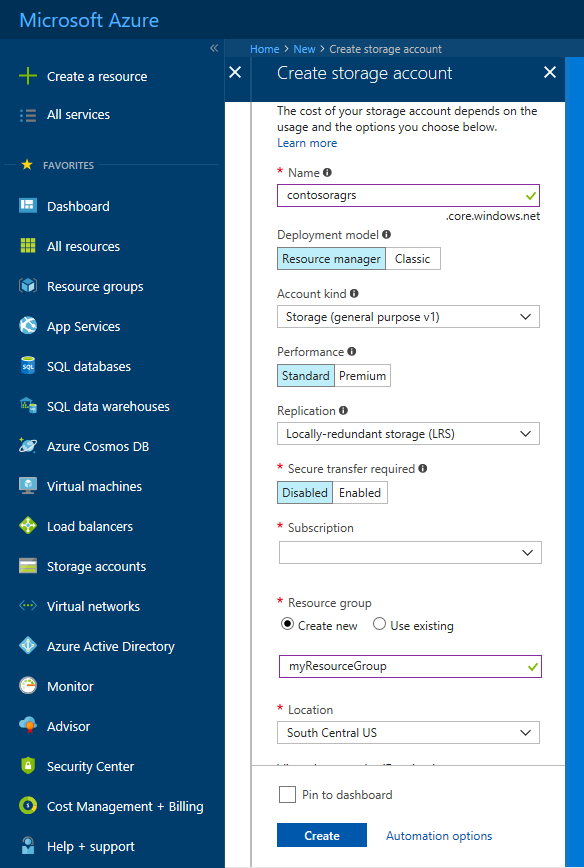 Microsoft Azure
«
Create a resource
All services
FAVORITES
Dashboard
All resources
Resource groups
App Services
SQL
SQL databases
SQL data warehouses
Azure Cosmos DB
Virtual machines
Load balancers
Storage accounts
Virtual networks
Azure Active Directory
Monitor
Advisor
Security Center
Cost Management + Billing
Help + support
Home > New > Create storage account
Create storage account
The cost of your storage account depends on the
usage and the options you choose below.
Learn more
* Name
contosoragrs
.core.windows.net
Deployment model
Resource manager Classic
Account kind
Storage (general purpose v1)
Performance
Standard Premium
Replication
Locally-redundant storage (LRS)
* Secure transfer required
Disabled Enabled
* Subscription
* Resource group
Create new Use existing
myResourceGroup
* Location
South Central US
Pin to dashboard
Create Automation options